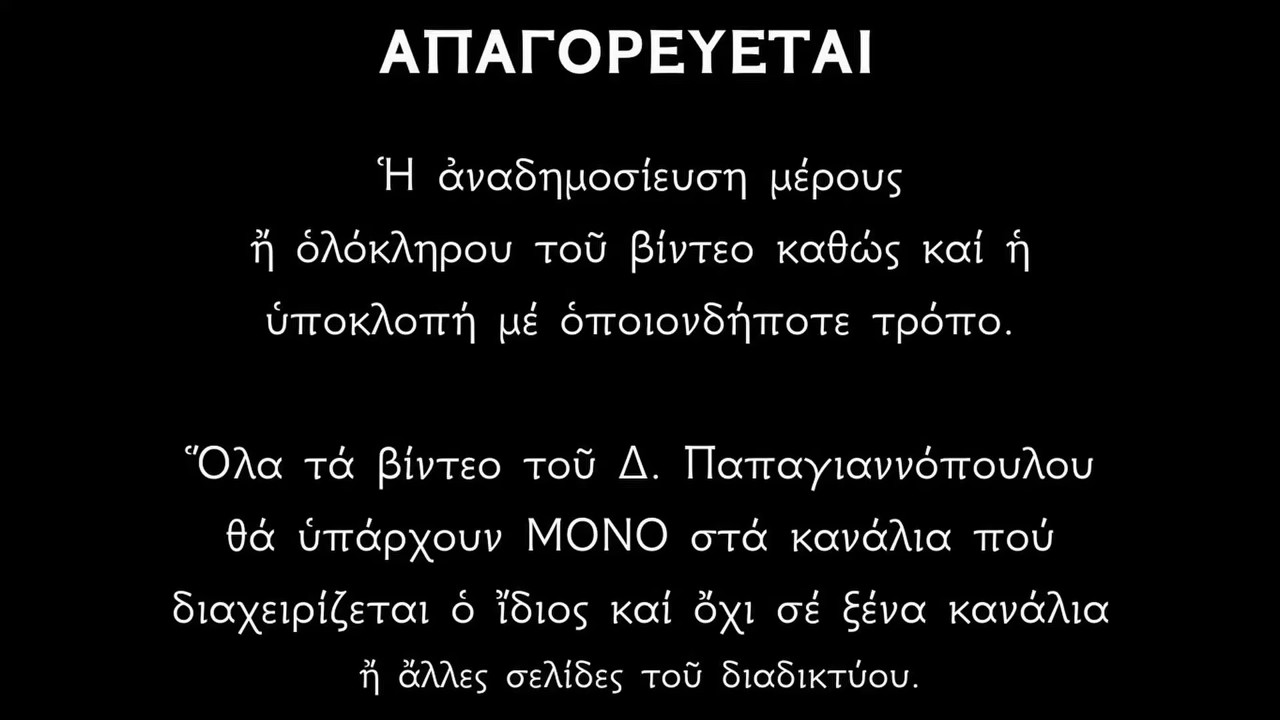 ΑΠΑΓΟΡΕΥΕΤΑΙ
Ἡ ἀναδημοσίευση μέρους
ἤ ὁλόκληρου τοῦ βίντεο καθώς καί ἡ
ὑποκλοπή μέ ὁποιονδήποτε τρόπο.
Ὅλα τά βίντεο τοῦ Δ. Παπαγιαννόπουλου
θά ὑπάρχουν ΜΟΝΟ στά κανάλια πού
διαχειρίζεται ὁ ἴδιος καί ὄχι σέ ξένα κανάλια
ἤ ἄλλες σελίδες τοῦ διαδικτύου.